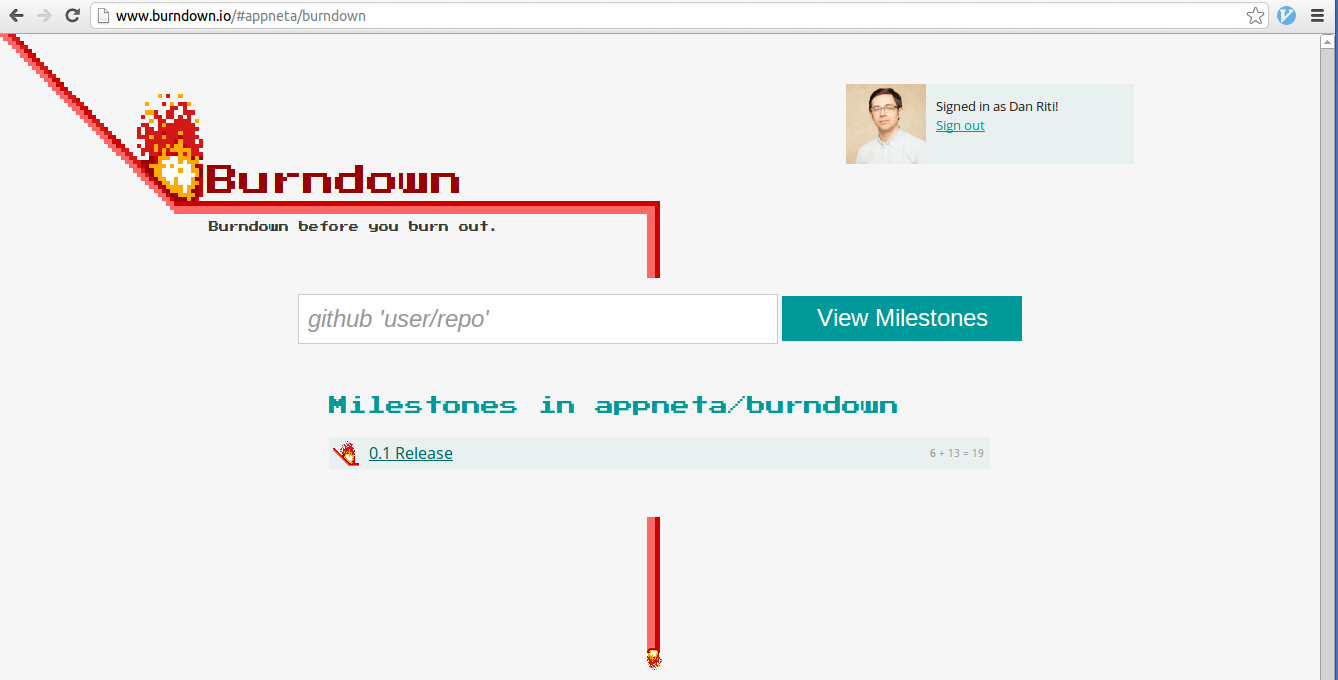 www.burndown.io/#appneta/burndown
Signed in as Dan Riti!
Sign out
Burndown
Burndown before you burn out.
github 'user/repo'
View Milestones
Milestones in appneta/burndown
0.1 Release
6 + 13 = 19